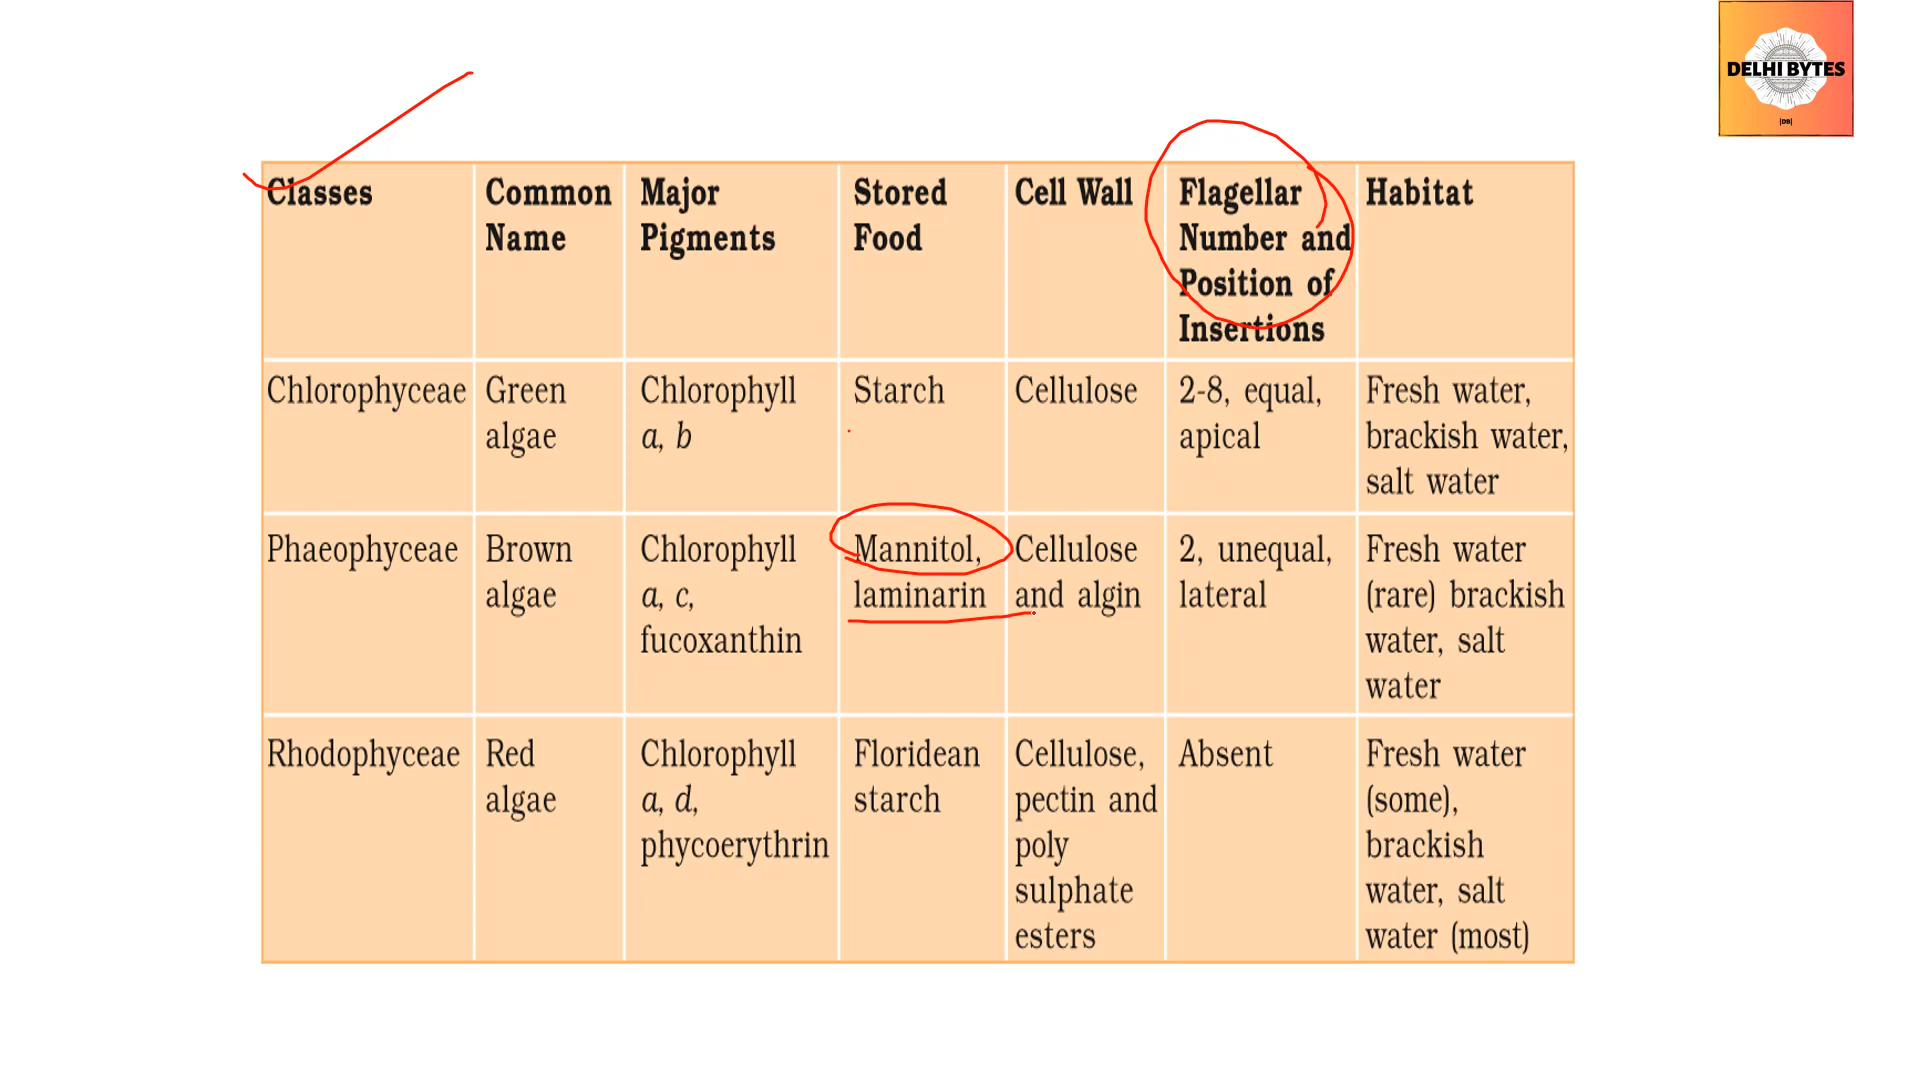 DELHI BYTES
|DB|
Classes
Common
Name
Major
Pigments
Stored
Food
Cell Wall
Flagellar
Number and
Position of
Insertions
Habitat
Chlorophyceae
Green
algae
Chlorophyll
a, b
Starch
Cellulose
2-8, equal,
apical
Fresh water,
brackish water,
salt water
Phaeophyceae
Brown
algae
Chlorophyll
a, c,
fucoxanthin
Mannitol,
laminarin
Cellulose
and algin
2, unequal,
lateral
Fresh water
(rare) brackish
water, salt
water
Rhodophyceae
Red
algae
Chlorophyll
a, d,
phycoerythrin
Floridean
starch
Cellulose,
pectin and
poly
sulphate
esters
Absent
Fresh water
(some),
brackish
water, salt
water (most)